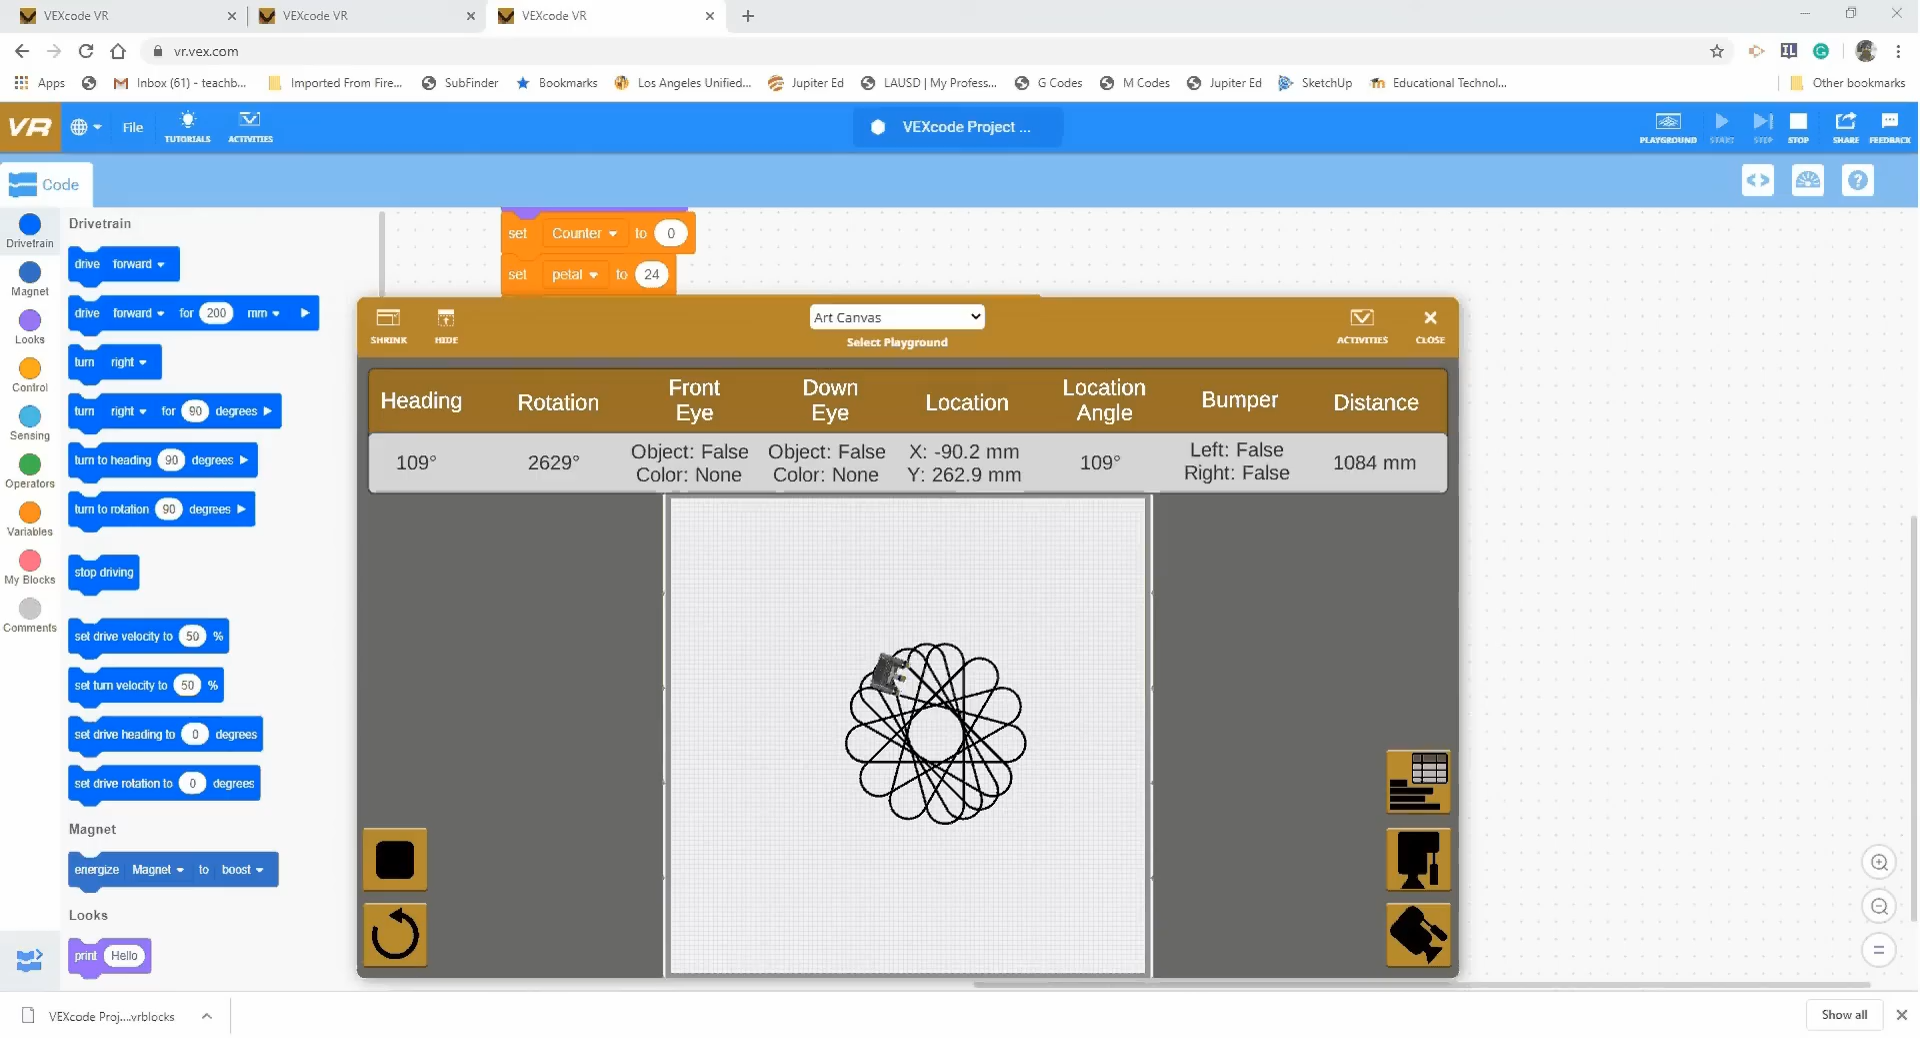 VEXcode VR
VEXcode VR
VEXcode VR
vr.vex.com
IL
G
Apps
Inbox (61) - teachb...
Imported From Fire...
SubFinder
Bookmarks
Los Angeles Unified...
Jupiter Ed
LAUSD | My Profess...
G Codes
M Codes
Jupiter Ed
SketchUp
Educational Technol...
Other bookmarks
VR
File
TUTORIALS
ACTIVITIES
VEXcode Project ...
PLAYGROUND
START
STEP
STOP
SHARE
FEEDBACK
Code
Drivetrain
Magnet
Looks
Control
Sensing
Operators
Variables
My Blocks
Comments
Drivetrain
drive forward
drive forward for 200 mm
turn right
turn right for 90 degrees
turn to heading 90 degrees
turn to rotation 90 degrees
stop driving
set drive velocity to 50 %
set turn velocity to 50 %
set drive heading to 0 degrees
set drive rotation to 0 degrees
Magnet
energize Magnet to boost
Looks
print Hello
set Counter to 0
set petal to 24
SHRINK
HIDE
Art Canvas
Select Playground
ACTIVITIES
CLOSE
Heading Rotation Front Eye Down Eye Location Location Angle Bumper Distance
109° 2629° Object: False Object: False X: -90.2 mm 109° Left: False 1084 mm
Color: None Color: None Y: 262.9 mm Right: False
VEXcode Proj....vrblocks
Show all